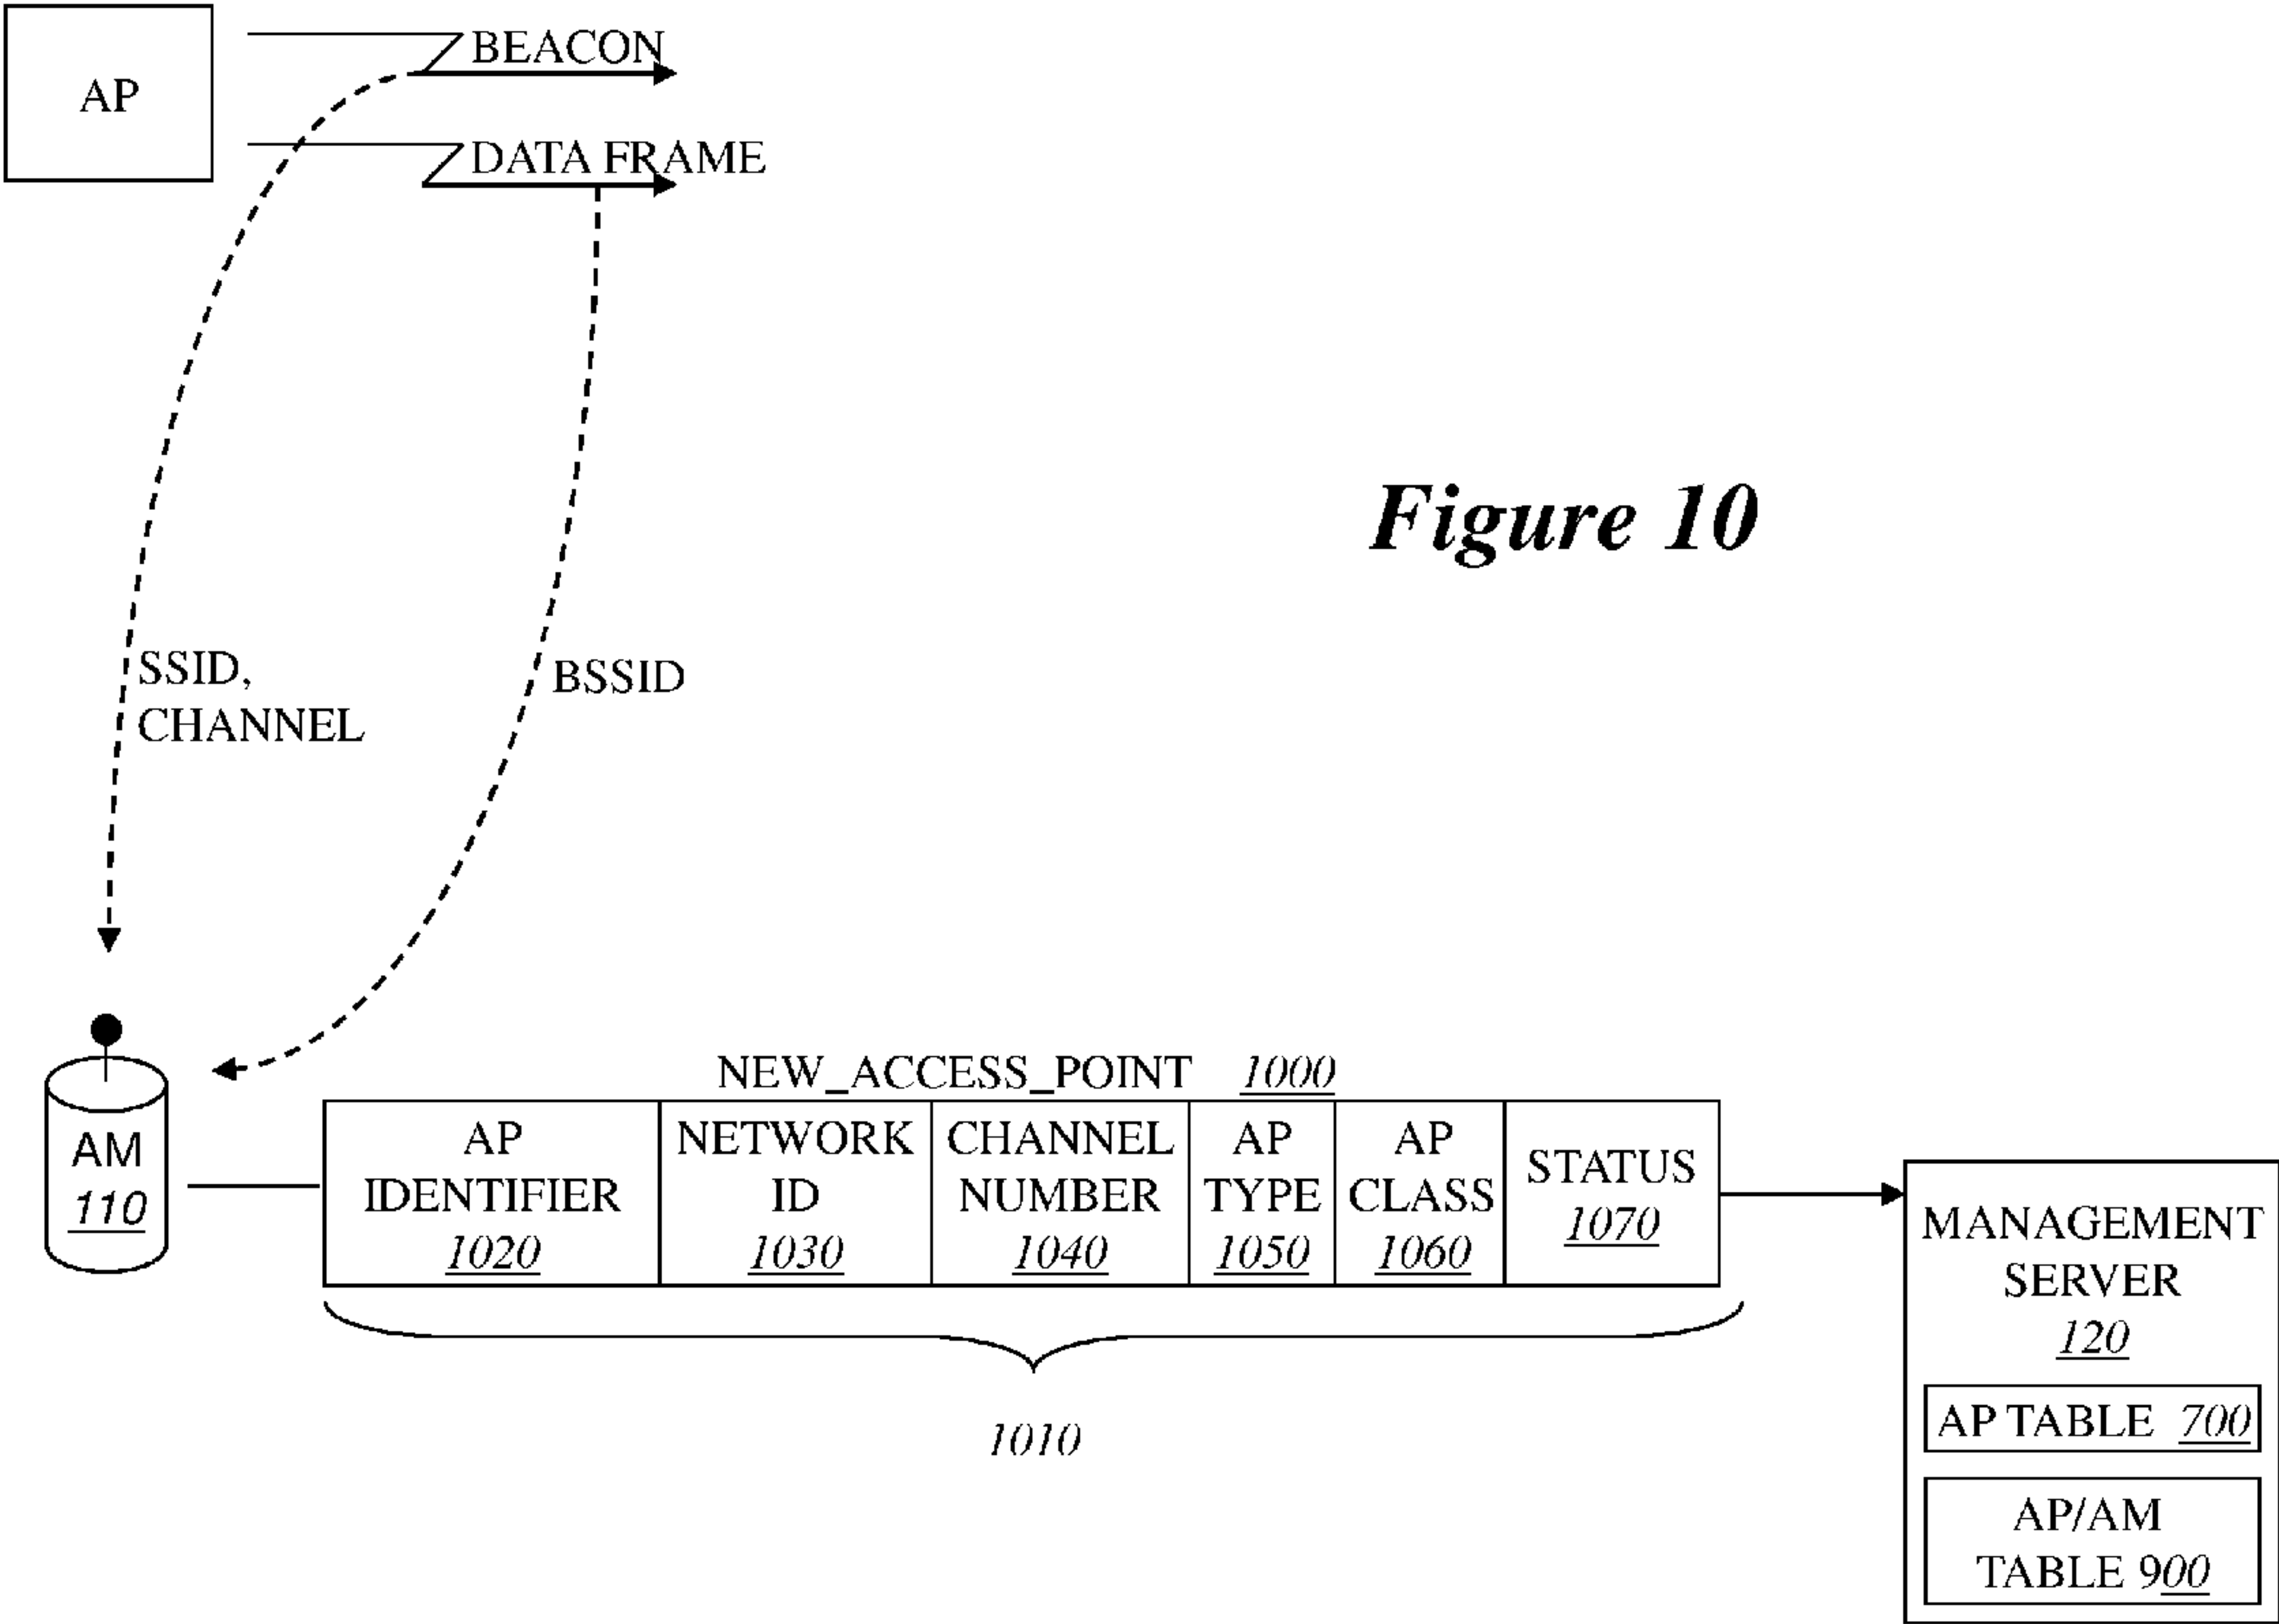 BEACON
AP
DATA FRAME
Figure 10
SSID,
CHANNEL
BSSID
NEW_ACCESS_POINT 1000
AM
110
AP
IDENTIFIER
1020
NETWORK
ID
1030
CHANNEL
NUMBER
1040
AP
TYPE
1050
AP
CLASS
1060
STATUS
1070
MANAGEMENT
SERVER
120
AP TABLE 700
AP/AM
TABLE 900
1010